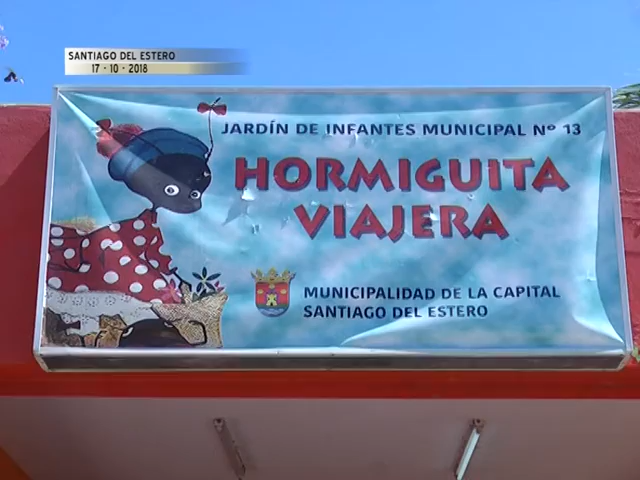 SANTIAGO DEL ESTERO
17 - 10 - 2018
JARDÍN DE INFANTES MUNICIPAL Nº 13
HORMIGUITA
VIAJERA
MUNICIPALIDAD DE LA CAPITAL
SANTIAGO DEL ESTERO